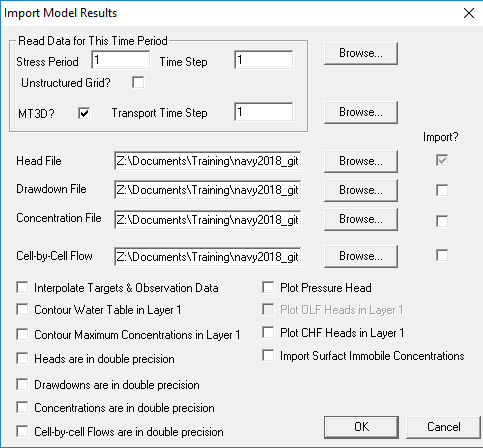 Import Model Results
Read Data for This Time Period
Stress Period 1 Time Step 1 Browse...
Unstructured Grid?
MT3D? Transport Time Step 1 Browse...
Import?
Head File Z:\Documents\Training\navy2018_git Browse...
Drawdown File Z:\Documents\Training\navy2018_git Browse...
Concentration File Z:\Documents\Training\navy2018_git Browse...
Cell-by-Cell Flow Z:\Documents\Training\navy2018_git Browse...
Interpolate Targets & Observation Data Plot Pressure Head
Contour Water Table in Layer 1 Plot OLF Heads in Layer 1
Contour Maximum Concentrations in Layer 1 Plot CHF Heads in Layer 1
Heads are in double precision Import Surfact Immobile Concentrations
Drawdowns are in double precision
Concentrations are in double precision
Cell-by-cell Flows are in double precision OK Cancel